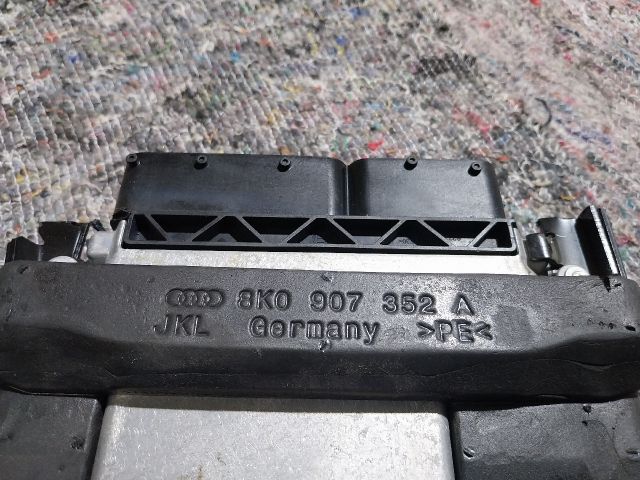 8K0 907 352 A
JKL Germany >PE<